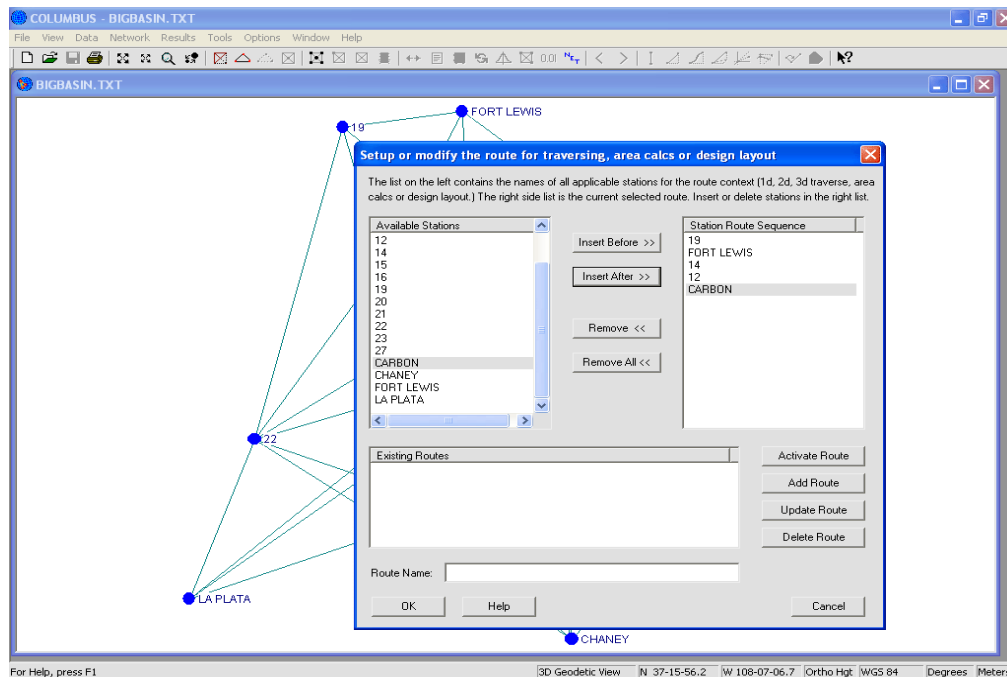 COLUMBUS - BIGBASIN.TXT
File View Data Network Results Tools Options Window Help
BIGBASIN.TXT
19
FORT LEWIS
22
LA PLATA
CHANEY
Setup or modify the route for traversing, area calcs or design layout
The list on the left contains the names of all applicable stations for the route context (1d, 2d, 3d traverse, area
calcs or design layout.) The right side list is the current selected route. Insert or delete stations in the right list.
Available Stations
12
14
15
16
19
20
21
22
23
27
CARBON
CHANEY
FORT LEWIS
LA PLATA
Insert Before >>
Insert After >>
Remove <<
Remove All <<
Station Route Sequence
19
FORT LEWIS
14
12
CARBON
Existing Routes
Activate Route
Add Route
Update Route
Delete Route
Route Name:
OK Help Cancel
For Help, press F1
3D Geodetic View N 37-15-56.2 W 108-07-06.7 Ortho Hgt WGS 84 Degrees Meter